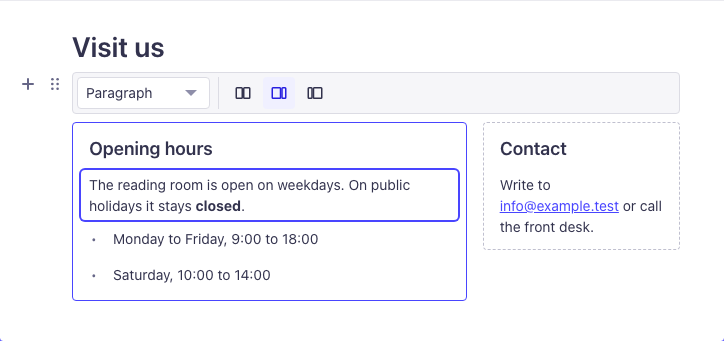 Visit us
Paragraph
Opening hours
The reading room is open on weekdays. On public
holidays it stays closed.
Monday to Friday, 9:00 to 18:00
Saturday, 10:00 to 14:00
Contact
Write to
info@example.test or call
the front desk.